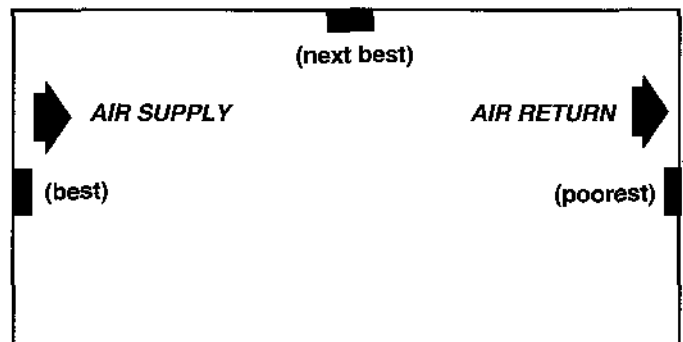 (next best)
AIR SUPPLY
AIR RETURN
(best)
(poorest)